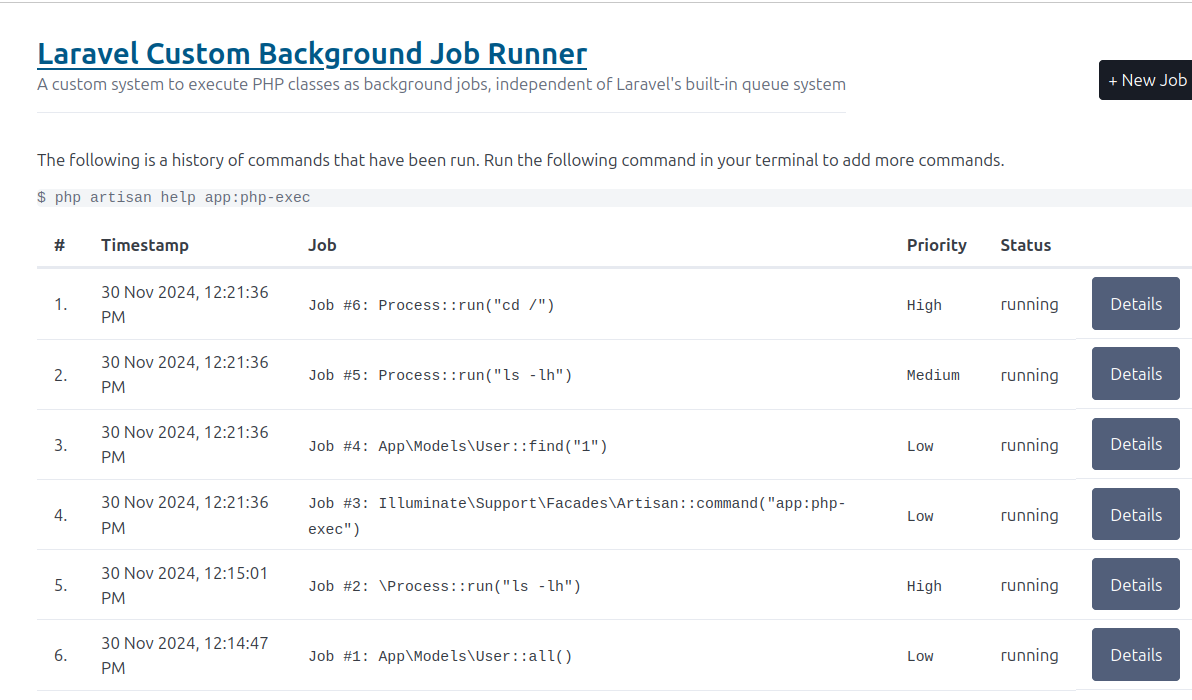 Laravel Custom Background Job Runner
A custom system to execute PHP classes as background jobs, independent of Laravel's built-in queue system
+ New Job
The following is a history of commands that have been run. Run the following command in your terminal to add more commands.
$ php artisan help app:php-exec
# Timestamp Job Priority Status
1. 30 Nov 2024, 12:21:36 PM Job #6: Process::run("cd /") High running Details
2. 30 Nov 2024, 12:21:36 PM Job #5: Process::run("ls -lh") Medium running Details
3. 30 Nov 2024, 12:21:36 PM Job #4: App\Models\User::find("1") Low running Details
4. 30 Nov 2024, 12:21:36 PM Job #3: Illuminate\Support\Facades\Artisan::command("app:php-exec") Low running Details
5. 30 Nov 2024, 12:15:01 PM Job #2: \Process::run("ls -lh") High running Details
6. 30 Nov 2024, 12:14:47 PM Job #1: App\Models\User::all() Low running Details